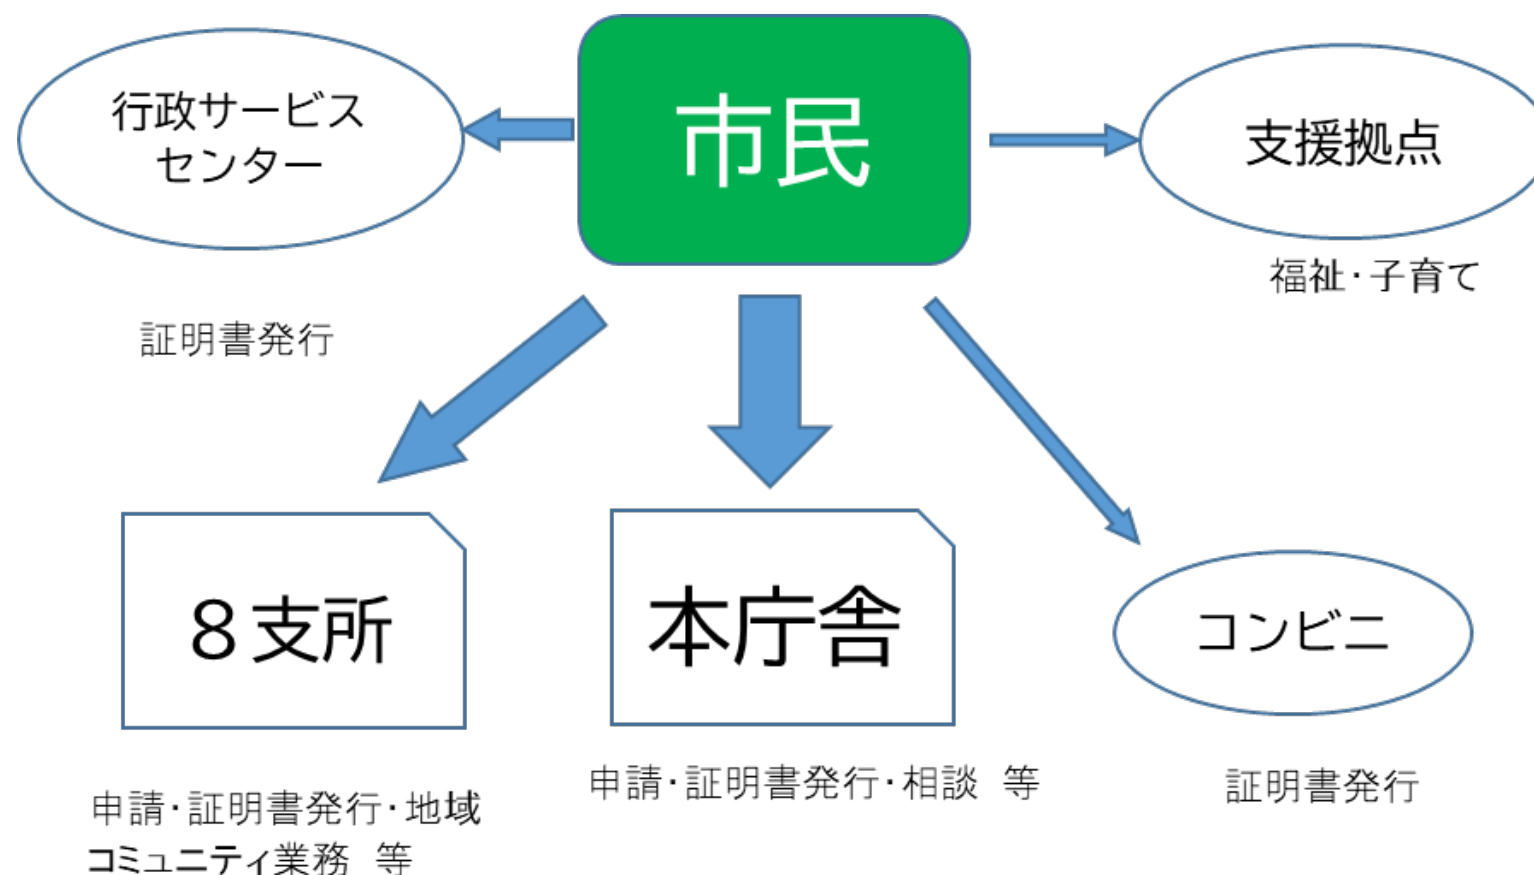 市民
行政サービス
センター
証明書発行
支援拠点
福祉・子育て
８支所
申請・証明書発行・地域
コミュニティ業務　等
本庁舎
申請・証明書発行・相談　等
コンビニ
証明書発行